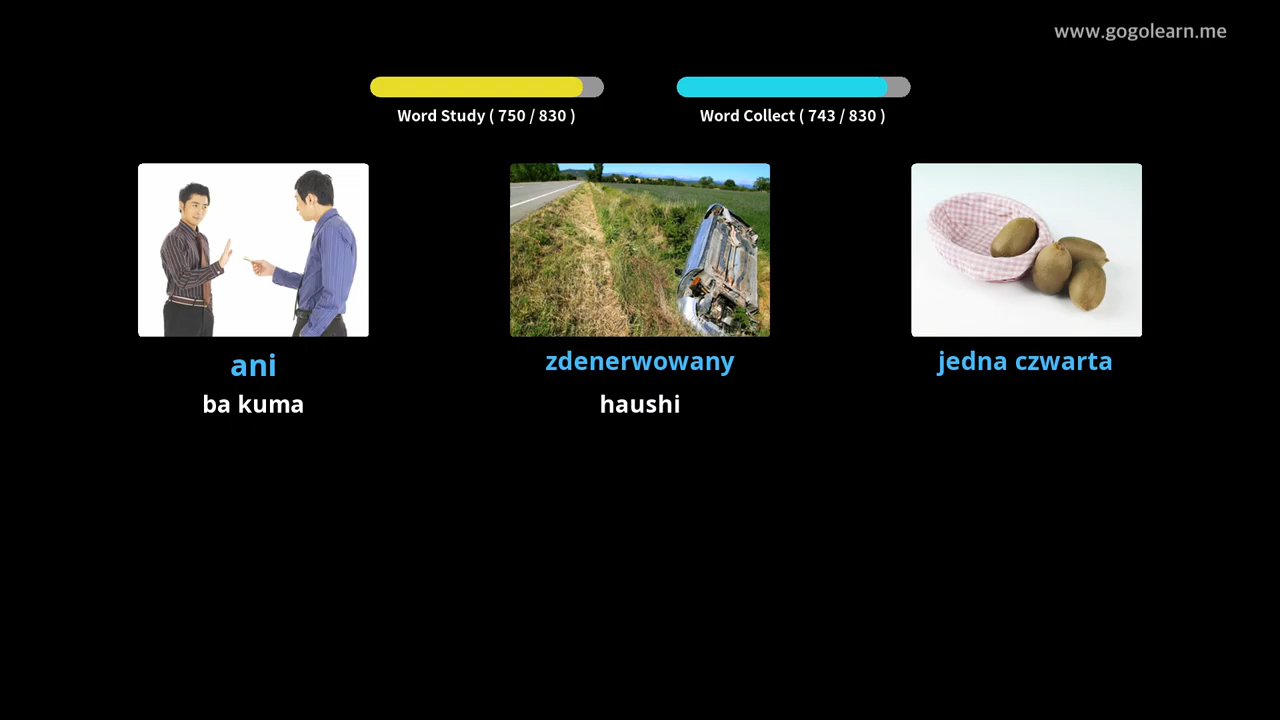 www.gogolearn.me
Word Study ( 750 / 830 )
Word Collect ( 743 / 830 )
ani
zdenerwowany
jedna czwarta
ba kuma
haushi